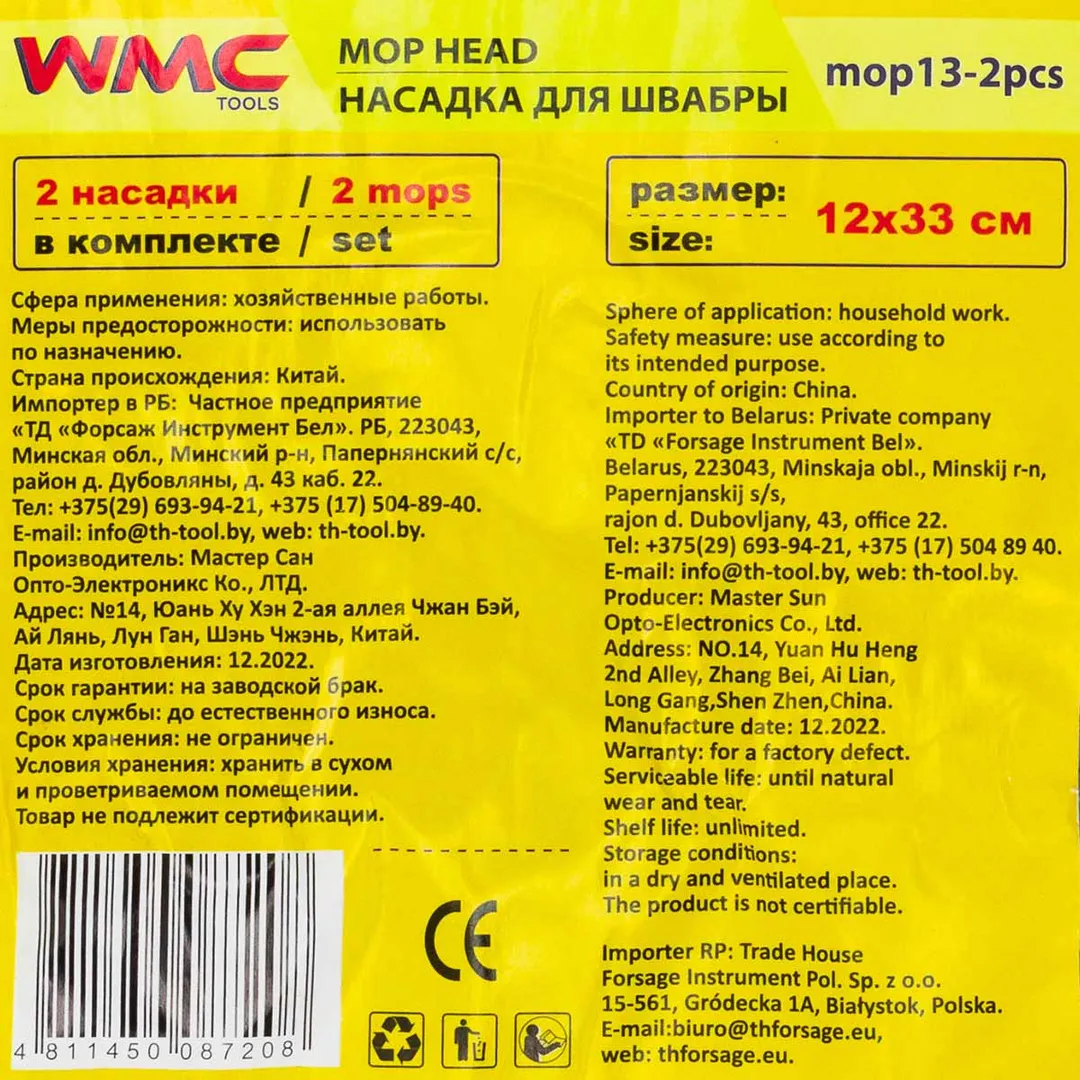 WMC
TOOLS
MOP HEAD
НАСАДКА ДЛЯ ШВАБРЫ
mop13-2pcs
2 насадки / 2 mops
в комплекте / set
размер:
size:
12x33 см
Сфера применения: хозяйственные работы.
Меры предосторожности: использовать
по назначению.
Страна происхождения: Китай.
Импортер в РБ: Частное предприятие
«ТД «Форсаж Инструмент Бел». РБ, 223043,
Минская обл., Минский р-н, Папернянский с/с,
район д. Дубовляны, д. 43 каб. 22.
Тел: +375(29) 693-94-21, +375 (17) 504-89-40.
E-mail: info@th-tool.by, web: th-tool.by.
Производитель: Мастер Сан
Опто-Электроникс Ко., ЛТД.
Адрес: №14, Юань Ху Хэн 2-ая аллея Чжан Бэй,
Ай Лянь, Лун Ган, Шэнь Чжэнь, Китай.
Дата изготовления: 12.2022.
Срок гарантии: на заводской брак.
Срок службы: до естественного износа.
Срок хранения: не ограничен.
Условия хранения: хранить в сухом
и проветриваемом помещении.
Товар не подлежит сертификации.
4 811450 087208
CE
Sphere of application: household work.
Safety measure: use according to
its intended purpose.
Country of origin: China.
Importer to Belarus: Private company
«TD «Forsage Instrument Bel».
Belarus, 223043, Minskaja obl., Minskij r-n,
Papernjanskij s/s,
rajon d. Dubovljany, 43, office 22.
Tel: +375(29) 693-94-21, +375 (17) 504 89 40.
E-mail: info@th-tool.by, web: th-tool.by.
Producer: Master Sun
Opto-Electronics Co., Ltd.
Address: NO.14, Yuan Hu Heng
2nd Alley, Zhang Bei, Ai Lian,
Long Gang,Shen Zhen,China.
Manufacture date: 12.2022.
Warranty: for a factory defect.
Serviceable life: until natural
wear and tear.
Shelf life: unlimited.
Storage conditions:
in a dry and ventilated place.
The product is not certifiable.
Importer RP: Trade House
Forsage Instrument Pol. Sp. z o.o.
15-561, Gródecka 1A, Białystok, Polska.
E-mail:biuro@thforsage.eu,
web: thforsage.eu.